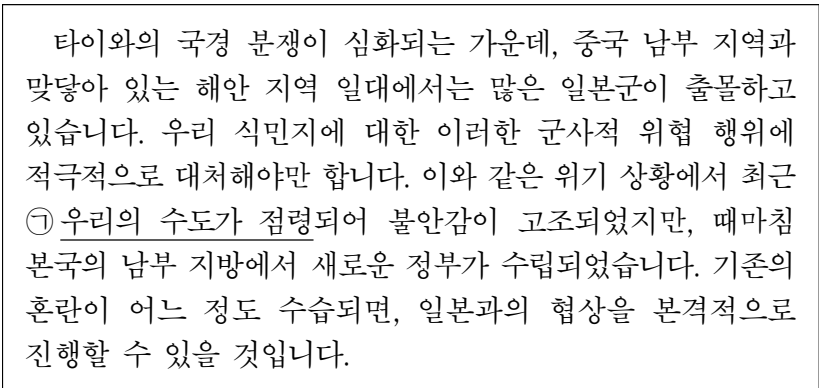 타이와의 국경 분쟁이 심화되는 가운데, 중국 남부 지역과
맞닿아 있는 해안 지역 일대에서는 많은 일본군이 출몰하고
있습니다. 우리 식민지에 대한 이러한 군사적 위협 행위에
적극적으로 대처해야만 합니다. 이와 같은 위기 상황에서 최근
㉠우리의 수도가 점령되어 불안감이 고조되었지만, 때마침
본국의 남부 지방에서 새로운 정부가 수립되었습니다. 기존의
혼란이 어느 정도 수습되면, 일본과의 협상을 본격적으로
진행할 수 있을 것입니다.